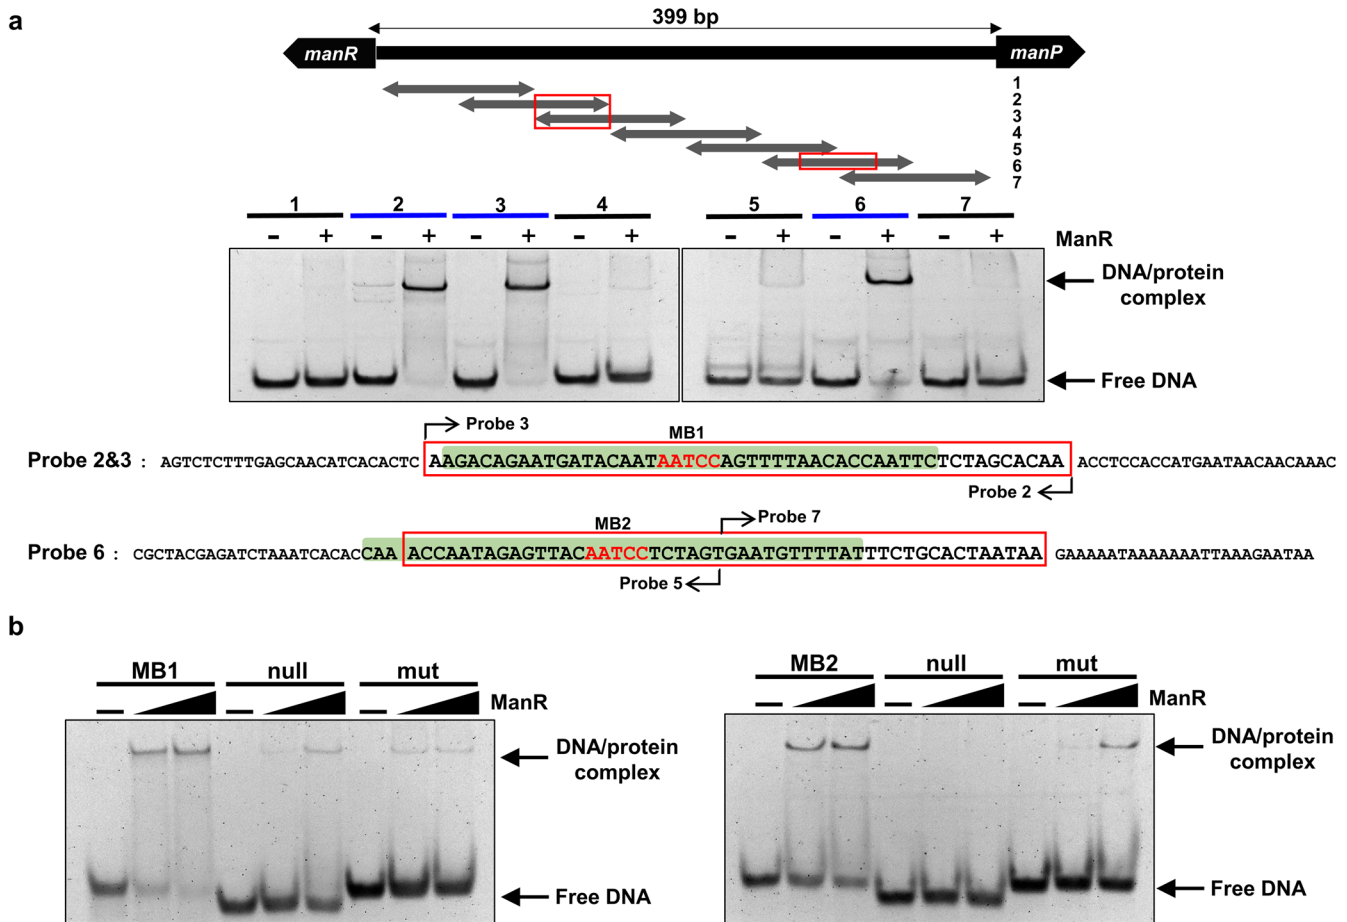 a
399 bp
manR
manP
1
2
3
4
5
6
7
1 2 3 4 5 6 7
- + - + - + - + - + - + - + ManR
DNA/protein
complex
Free DNA
Probe 3
MB1
Probe 2&3 : AGTCTCTTTGAGCAACATCACACTC AAGACAGAATGATACAATAATCCAGTTTTAACACCAATTCTCTAGCACAA ACCTCCACCATGAATAACAACAAAC
Probe 2
MB2
Probe 7
Probe 6 : CGCTACGAGATCTAAATCACACCAA ACCAATAGAGTTACAATCCTCTAGTGAATGTTTTATTTCTGCACTAATAA GAAAAATAAAAAAATTAAAGAATAA
Probe 5
b
MB1 null mut
ManR
DNA/protein
complex
Free DNA
MB2 null mut
ManR
DNA/protein
complex
Free DNA